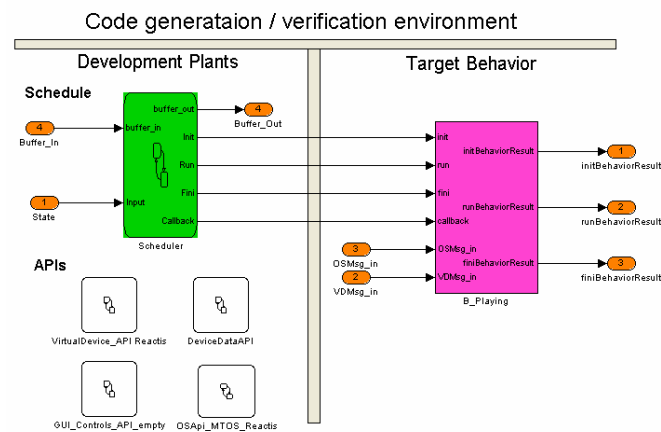 Code generataion / verification environment
Development Plants
Target Behavior
Schedule
4
Buffer_In
1
State
buffer_in
Input
buffer_out
Init
Run
Fini
Callback
Scheduler
4
Buffer_Out
init
run
fini
callback
OSMsg_in
VDMsg_in
initBehaviorResult
runBehaviorResult
finiBehaviorResult
B_Playing
3
OSMsg_in
2
VDMsg_in
1
initBehaviorResult
2
runBehaviorResult
3
finiBehaviorResult
APIs
VirtualDevice_API Reactis
DeviceDataAPI
GUI_Controls_API_empty
OSApi_MTOS_Reactis